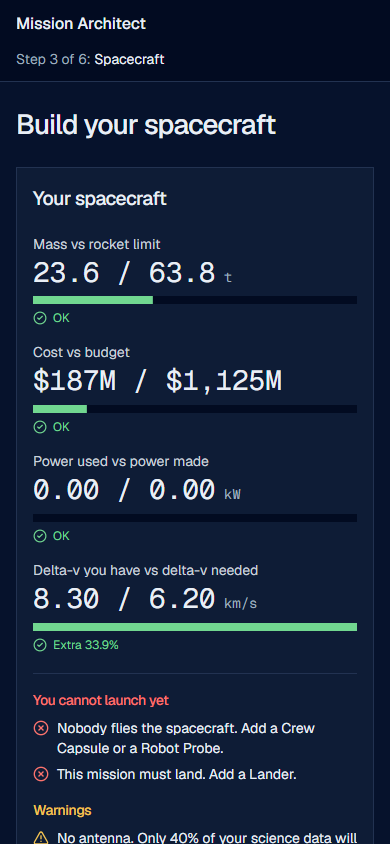 Mission Architect
Step 3 of 6: Spacecraft
Build your spacecraft
Your spacecraft
Mass vs rocket limit
23.6 / 63.8 t
OK
Cost vs budget
$187M / $1,125M
OK
Power used vs power made
0.00 / 0.00 kW
OK
Delta-v you have vs delta-v needed
8.30 / 6.20 km/s
Extra 33.9%
You cannot launch yet
Nobody flies the spacecraft. Add a Crew
Capsule or a Robot Probe.
This mission must land. Add a Lander.
Warnings
No antenna. Only 40% of your science data will